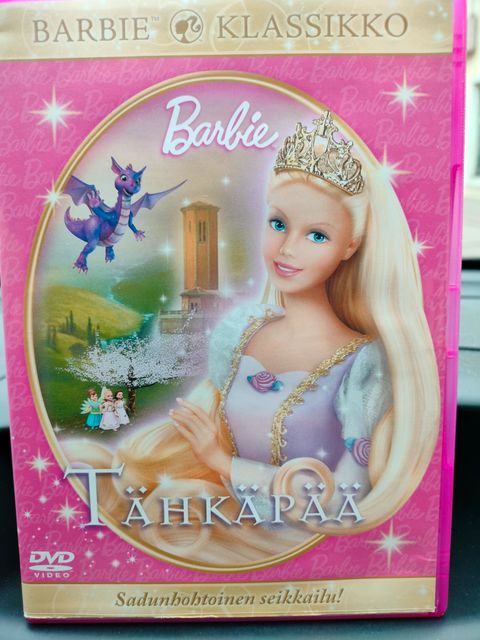 BARBIE™ KLASSIKKO
Barbie
TÄHKÄPÄÄ
DVD
VIDEO
Sadunhohtoinen seikkailu!